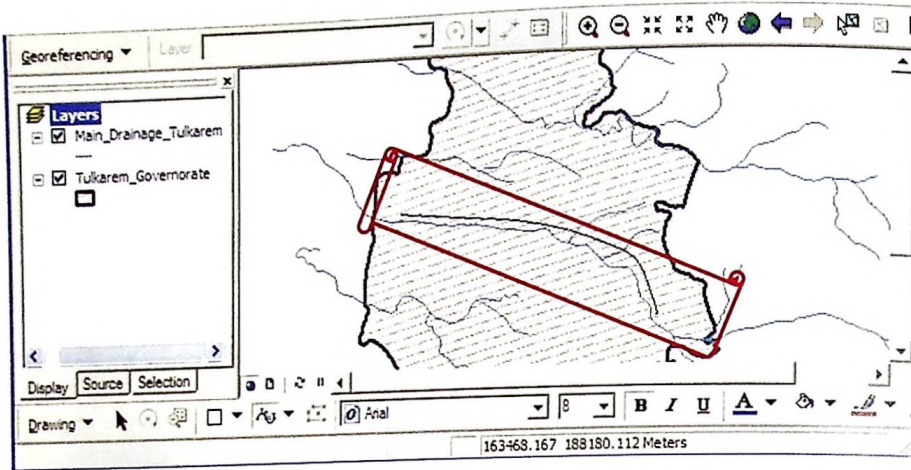 Georeferencing Layer
Layers
Main_Drainage_Tulkarem
Tulkarem_Governorate
Display Source Selection
Drawing Arial 8 B I U A
163468.167 188180.112 Meters